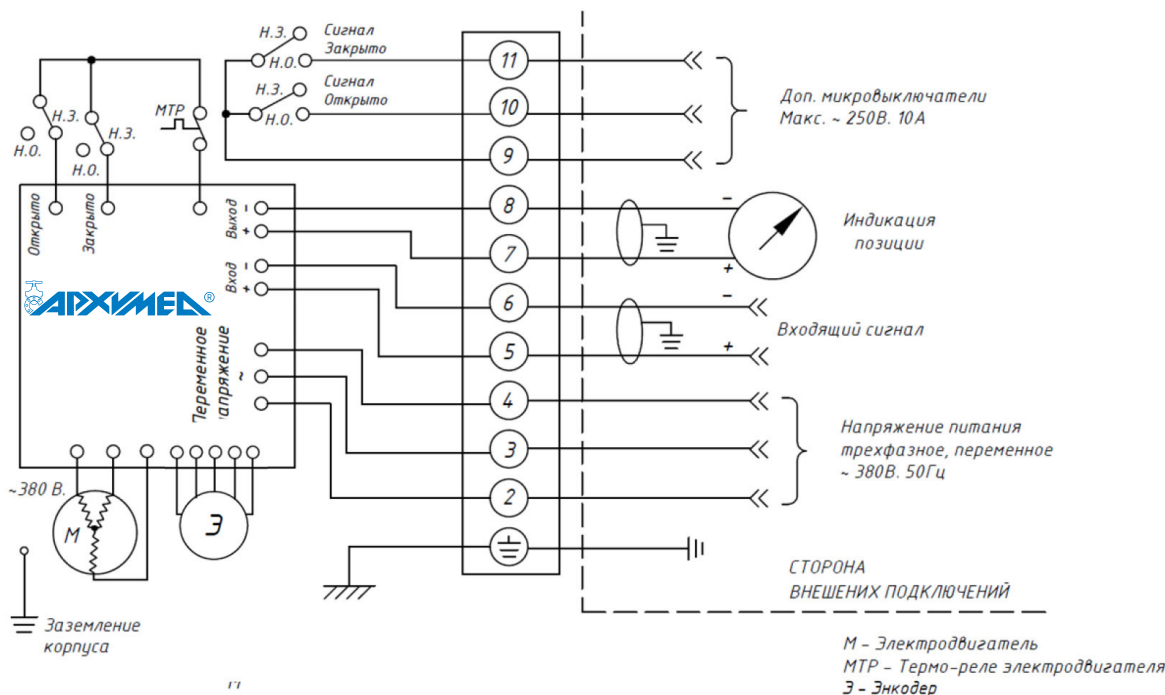 Н.З.
Сигнал
Закрыто
Н.О.
11
Н.З.
Сигнал
Открыто
Н.О.
10
Доп. микровыключатели
Макс. ~ 250В. 10А
МТР
Н.З.
Н.З.
Н.О.
Н.О.
9
Открыто
Закрыто
Выход
-
+
8
7
-
+
Индикация
позиции
Вход
-
+
6
5
-
+
Входящий сигнал
АРХИМЕД®
Переменное
апряжение
~
4
3
2
Напряжение питания
трехфазное, переменное
~ 380В. 50Гц
~380 В.
М
Э
СТОРОНА
ВНЕШЕНИХ ПОДКЛЮЧЕНИЙ
Заземление
корпуса
М - Электродвигатель
МТР - Термо-реле электродвигателя
Э - Энкодер